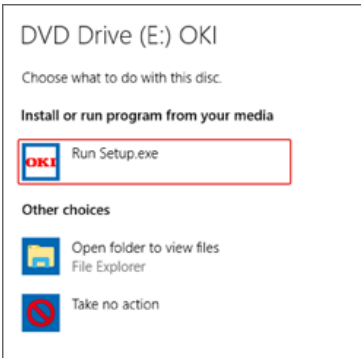 DVD Drive (E:) OKI
Choose what to do with this disc.
Install or run program from your media
OKI
Run Setup.exe
Other choices
Open folder to view files
File Explorer
Take no action